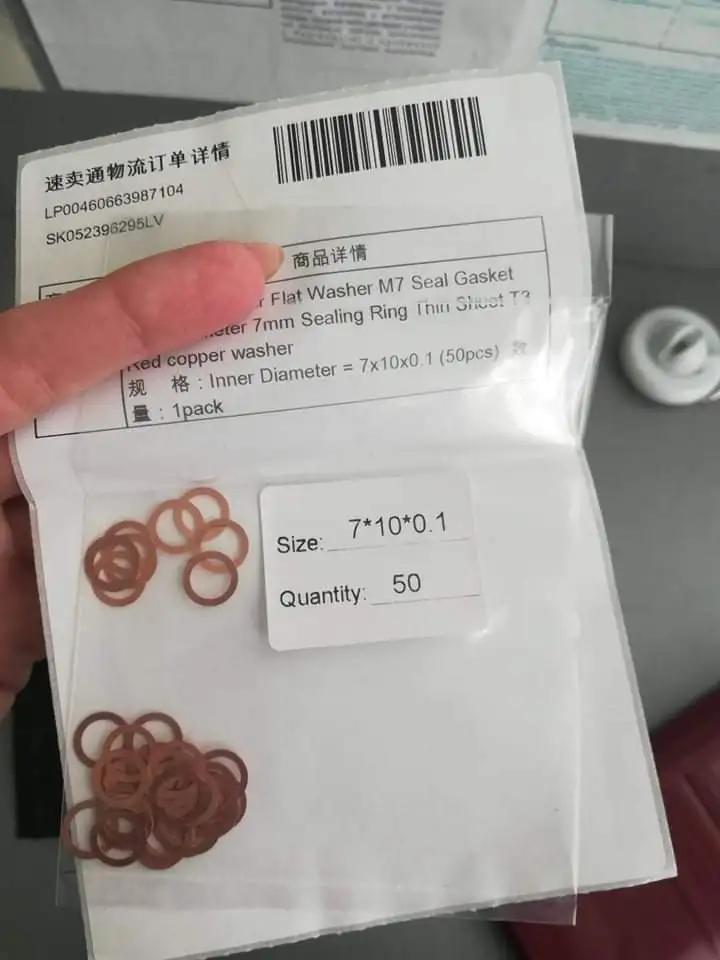 速卖通物流订单详情
LP00460663987104
SK052396295LV
商品详情
Flat Washer M7 Seal Gasket
7mm Sealing Ring Thin Sheet T3
Red copper washer
规 格：Inner Diameter = 7x10x0.1 (50pcs) 数
量：1pack
Size: 7*10*0.1
Quantity: 50